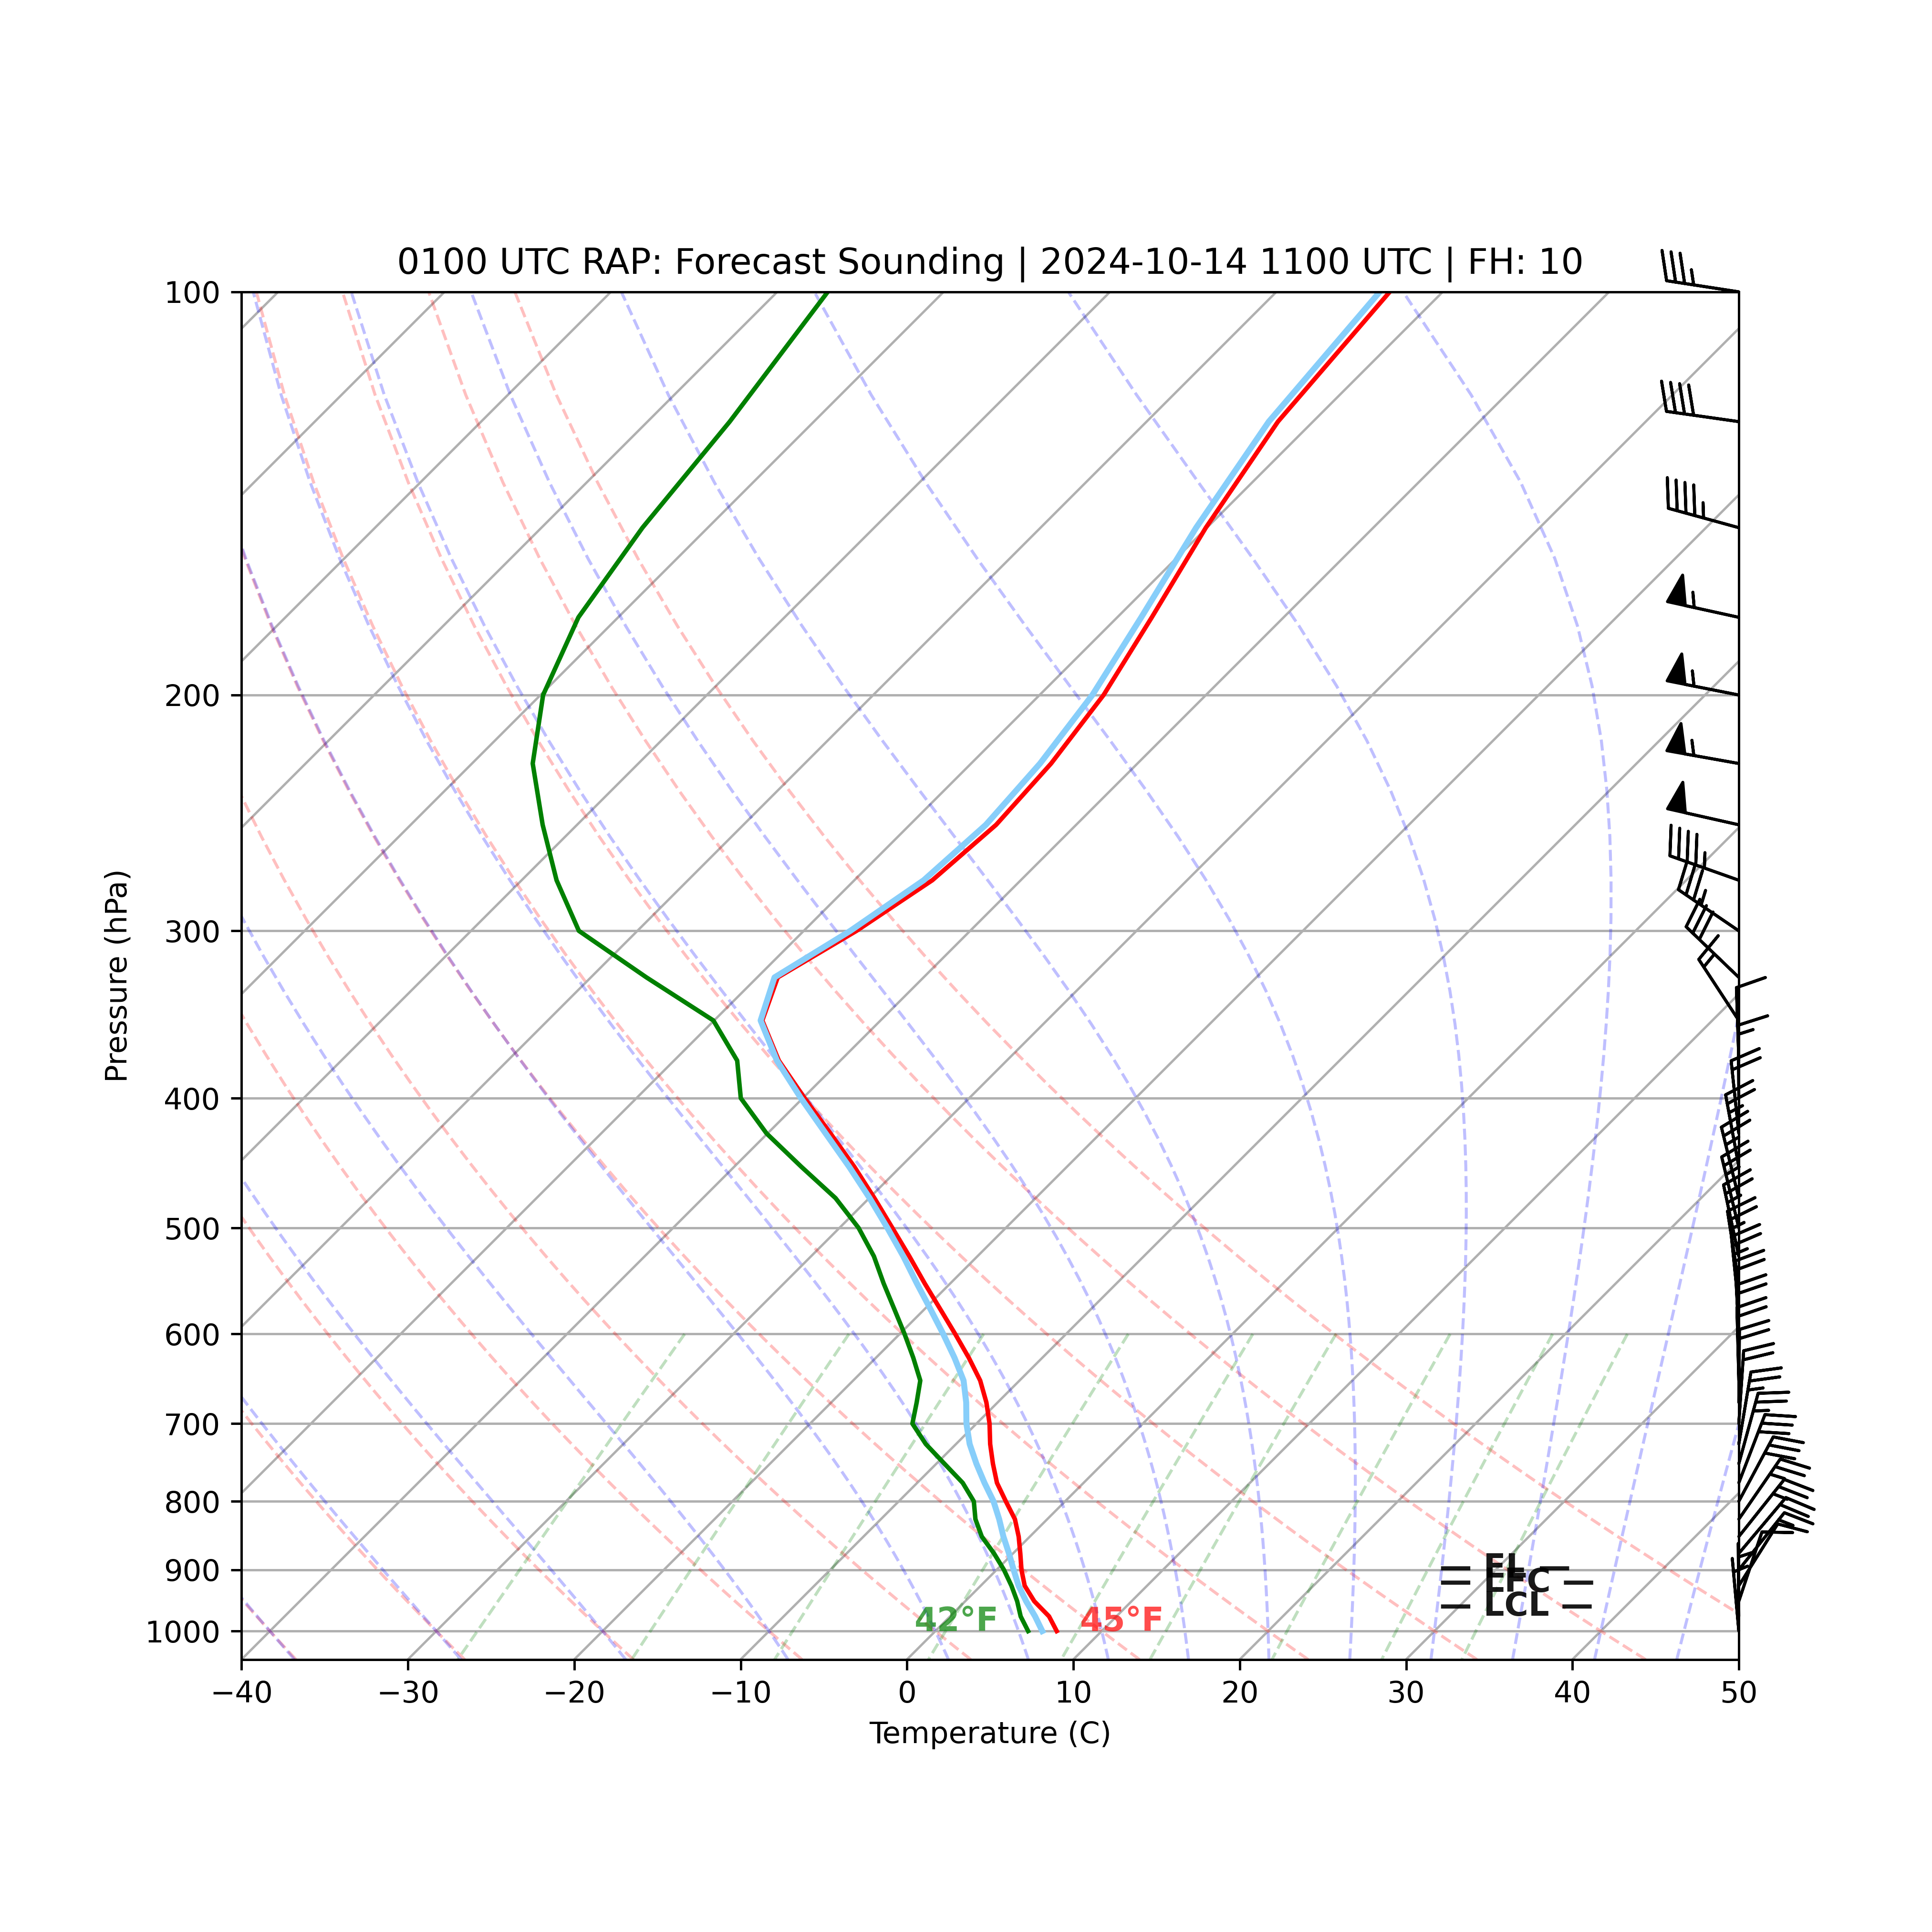 0100 UTC RAP: Forecast Sounding | 2024-10-14 1100 UTC | FH: 10
100
200
300
400
500
600
700
800
900
1000
Pressure (hPa)
— EL —
— LFC —
— LCL —
42°F
45°F
−40 −30 −20 −10 0 10 20 30 40 50
Temperature (C)